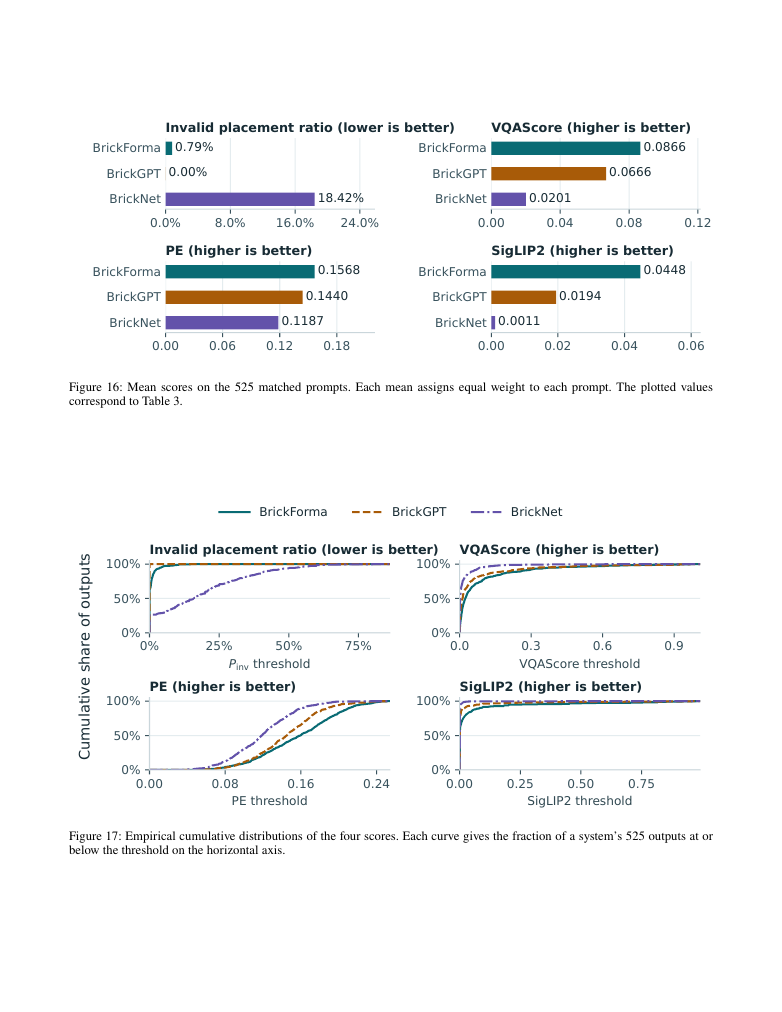 Invalid placement ratio (lower is better)
BrickForma 0.79%
BrickGPT 0.00%
BrickNet 18.42%
0.0% 8.0% 16.0% 24.0%
VQAScore (higher is better)
BrickForma 0.0866
BrickGPT 0.0666
BrickNet 0.0201
0.00 0.04 0.08 0.12
PE (higher is better)
BrickForma 0.1568
BrickGPT 0.1440
BrickNet 0.1187
0.00 0.06 0.12 0.18
SigLIP2 (higher is better)
BrickForma 0.0448
BrickGPT 0.0194
BrickNet 0.0011
0.00 0.02 0.04 0.06
Figure 16: Mean scores on the 525 matched prompts. Each mean assigns equal weight to each prompt. The plotted values
correspond to Table 3.
BrickForma BrickGPT BrickNet
Cumulative share of outputs
Invalid placement ratio (lower is better)
100%
50%
0%
0% 25% 50% 75%
P_inv threshold
VQAScore (higher is better)
100%
50%
0%
0.0 0.3 0.6 0.9
VQAScore threshold
PE (higher is better)
100%
50%
0%
0.00 0.08 0.16 0.24
PE threshold
SigLIP2 (higher is better)
100%
50%
0%
0.00 0.25 0.50 0.75
SigLIP2 threshold
Figure 17: Empirical cumulative distributions of the four scores. Each curve gives the fraction of a system's 525 outputs at or
below the threshold on the horizontal axis.